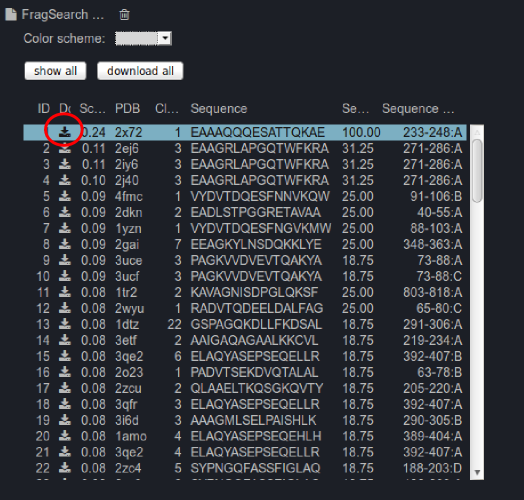 FragSearch ...
Color scheme:
show all download all
ID Dc Sc... PDB Cl... Sequence Se... Sequence ...
0.24 2x72 1 EAAAQQQESATTQKAE 100.00 233-248:A
2 0.11 2ej6 3 EAAGRLAPGQTWFKRA 31.25 271-286:A
3 0.11 2iy6 3 EAAGRLAPGQTWFKRA 31.25 271-286:A
4 0.10 2j40 3 EAAGRLAPGQTWFKRA 31.25 271-286:A
5 0.09 4fmc 1 VYDVTDQESFNNVKQW 25.00 91-106:B
6 0.09 2dkn 2 EADLSTPGGRETAVAA 25.00 40-55:A
7 0.09 1yzn 1 VYDVTDQESFNGVKMW 25.00 88-103:A
8 0.09 2gai 7 EEAGKYLNSDQKKLYE 25.00 348-363:A
9 0.09 3uce 3 PAGKVVDVEVTQAKYA 18.75 73-88:A
10 0.09 3ucf 3 PAGKVVDVEVTQAKYA 18.75 73-88:C
11 0.08 1tr2 2 KAVAGNISDPGLQKSF 25.00 803-818:A
12 0.08 2wyu 1 RADVTQDEELDALFAG 25.00 65-80:C
13 0.08 1dtz 22 GSPAGQKDLLFKDSAL 18.75 291-306:A
14 0.08 3etf 2 AAIGAQAGAALKKCVL 18.75 219-234:A
15 0.08 3qe2 6 ELAQYASEPSEQELLR 18.75 392-407:B
16 0.08 2o23 1 PADVTSEKDVQTALAL 18.75 63-78:B
17 0.08 2zcu 2 QLAAELTKQSGKQVTY 18.75 205-220:A
18 0.08 3qfr 3 ELAQYASEPSEQELLR 18.75 392-407:A
19 0.08 3i6d 3 AAAGMLSELPAISHLK 18.75 290-305:B
20 0.08 1amo 4 ELAQYASEPSEQEHLH 18.75 389-404:A
21 0.08 3qe2 4 ELAQYASEPSEQELLR 18.75 392-407:A
22 0.08 2zc4 5 SYPNGQFASSFIGLAQ 18.75 188-203:D